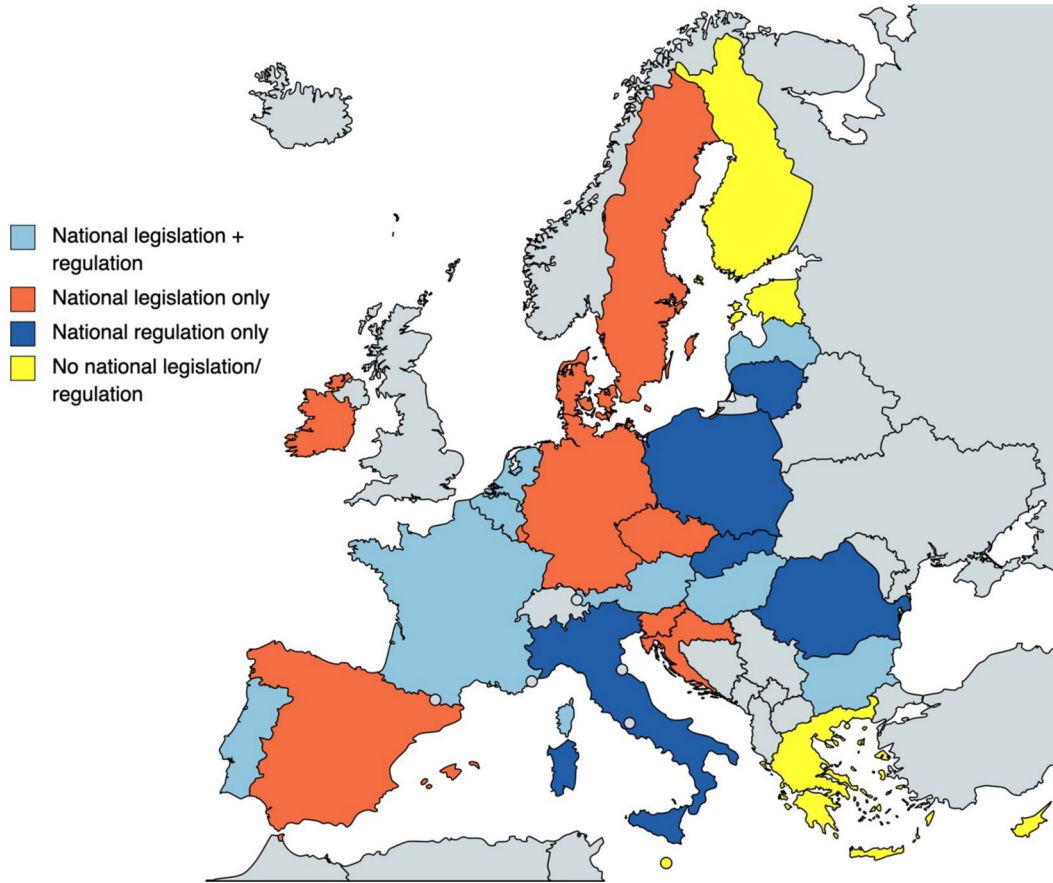 National legislation +
regulation
National legislation only
National regulation only
No national legislation/
regulation